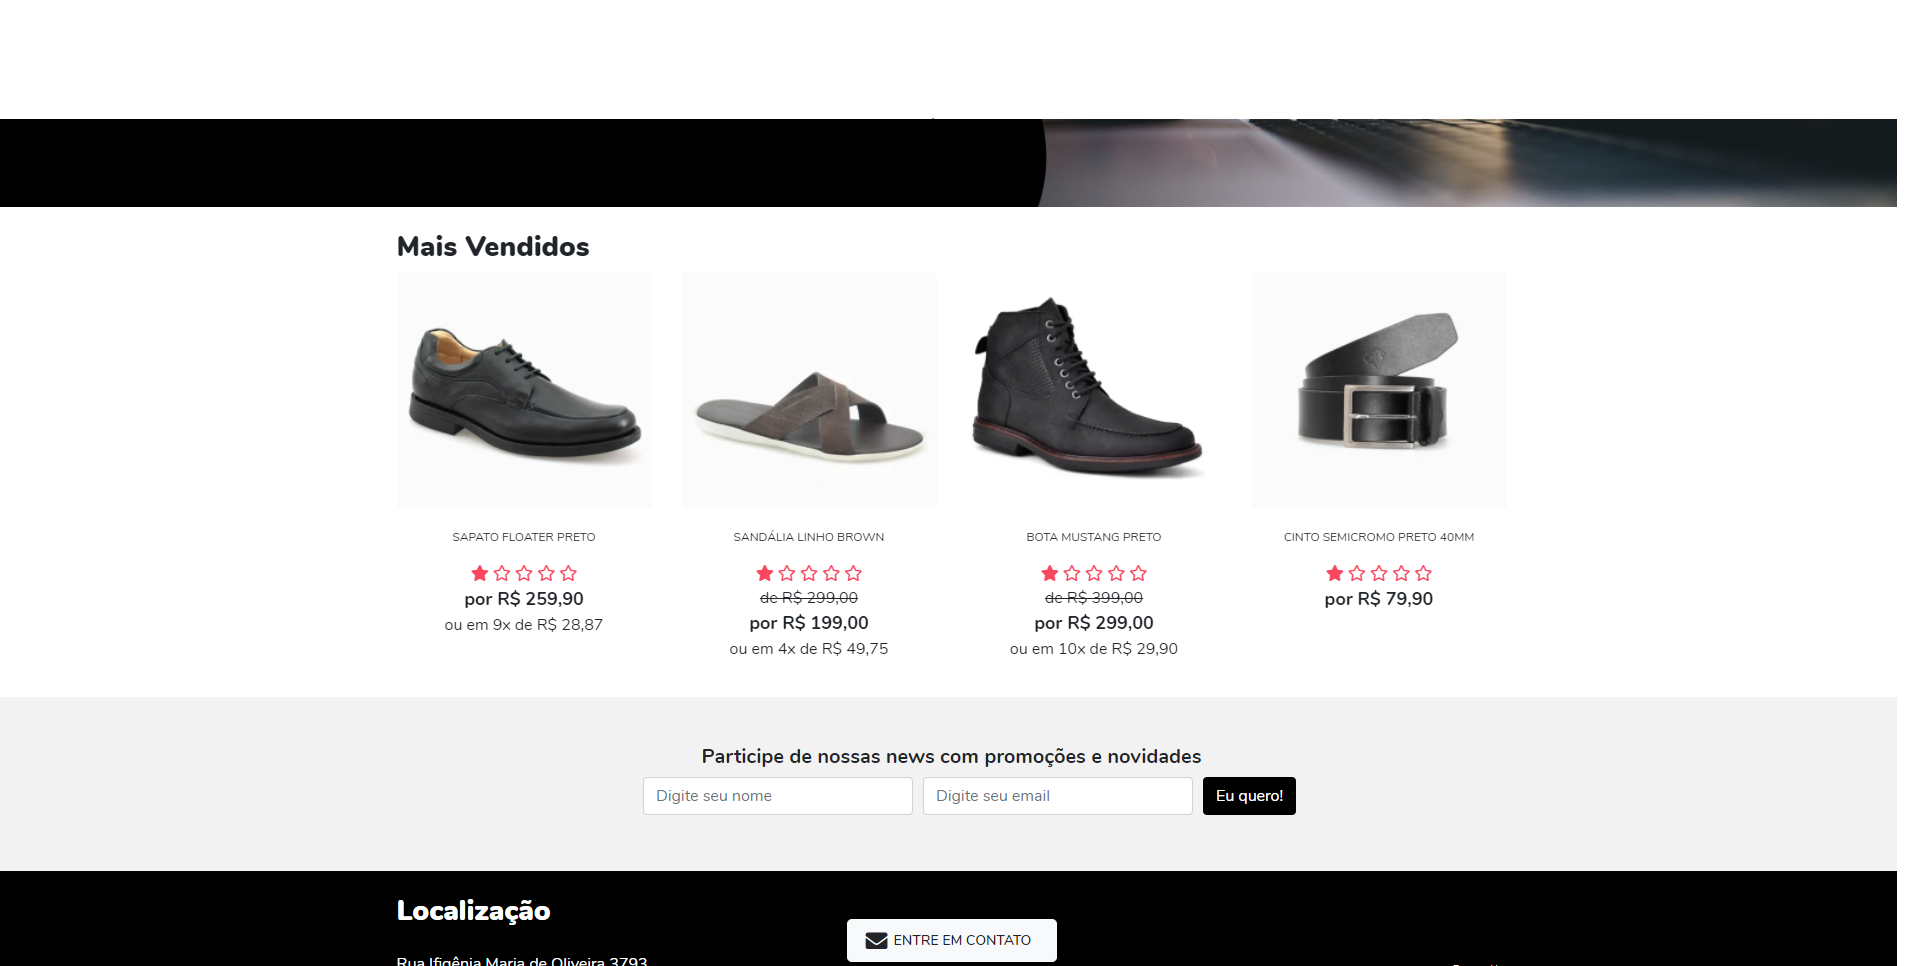 Mais Vendidos
SAPATO FLOATER PRETO
por R$ 259,90
ou em 9x de R$ 28,87
SANDÁLIA LINHO BROWN
de R$ 299,00
por R$ 199,00
ou em 4x de R$ 49,75
BOTA MUSTANG PRETO
de R$ 399,00
por R$ 299,00
ou em 10x de R$ 29,90
CINTO SEMICROMO PRETO 40MM
por R$ 79,90
Participe de nossas news com promoções e novidades
Digite seu nome
Digite seu email
Eu quero!
Localização
ENTRE EM CONTATO
Rua Ifigênia Maria de Oliveira 3793